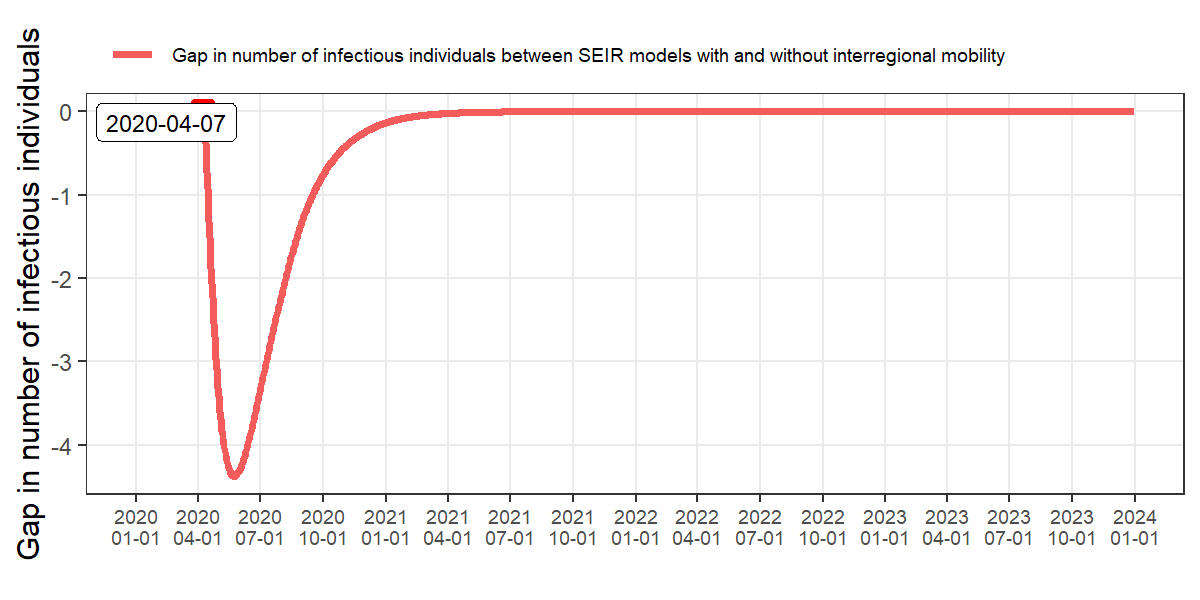 Gap in number of infectious individuals between SEIR models with and without interregional mobility
Gap in number of infectious individuals
0
-1
-2
-3
-4
2020-04-07
2020 2020 2020 2020 2021 2021 2021 2021 2022 2022 2022 2022 2023 2023 2023 2023 2024
01-01 04-01 07-01 10-01 01-01 04-01 07-01 10-01 01-01 04-01 07-01 10-01 01-01 04-01 07-01 10-01 01-01